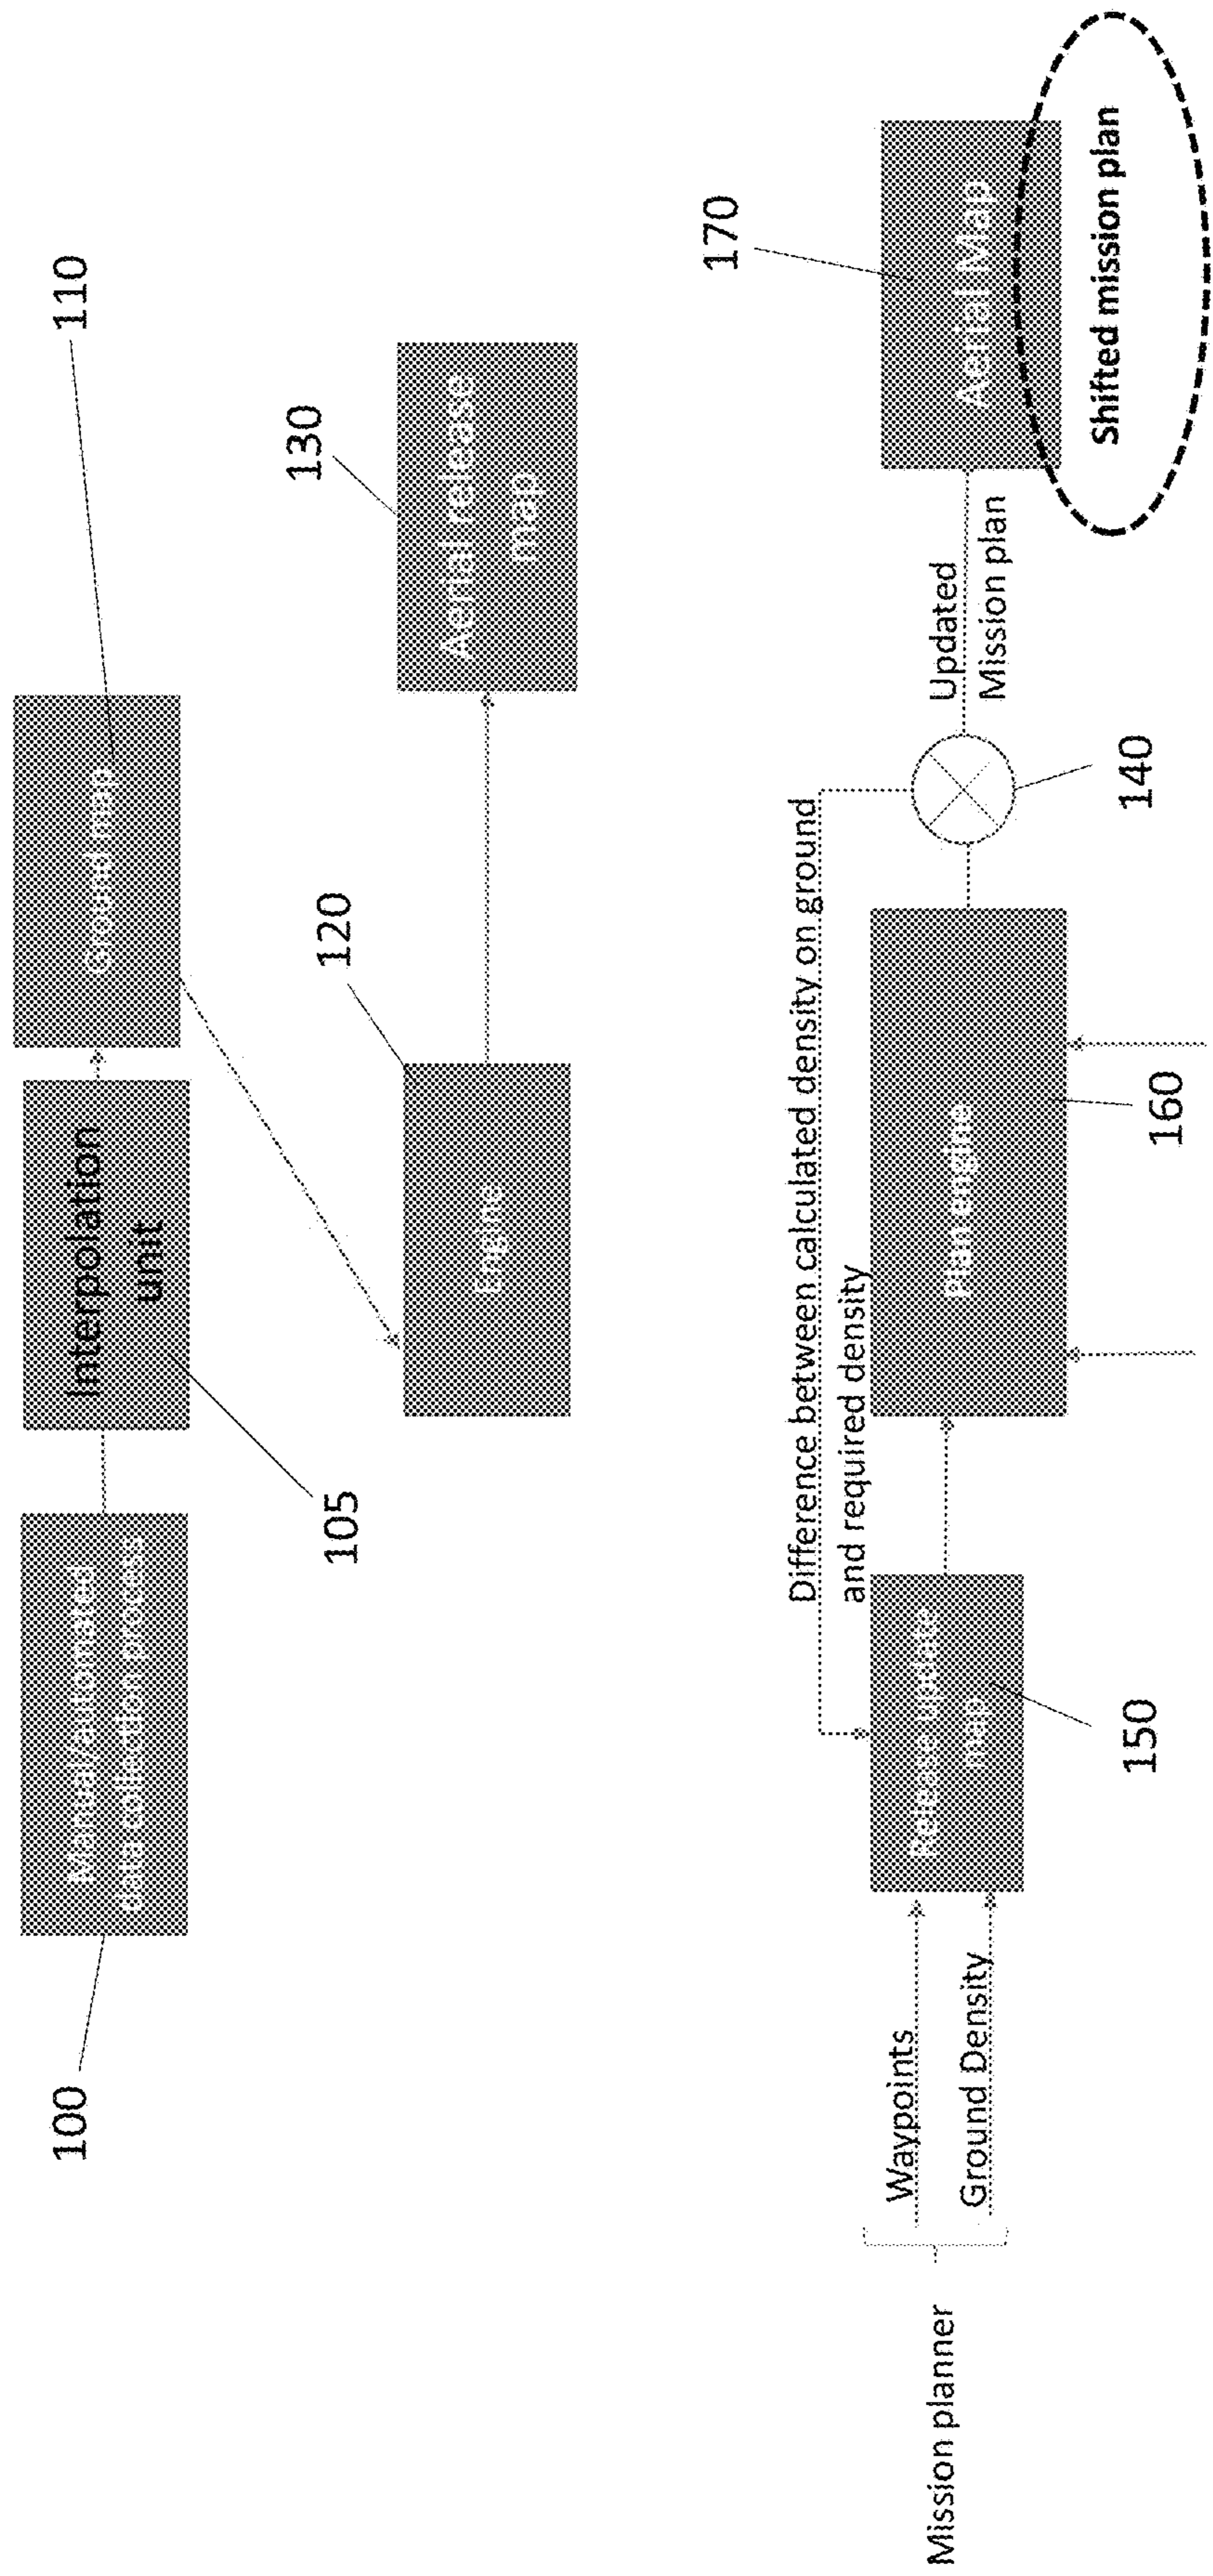 100
Manual/automated
data collection process
Interpolation
unit
105
Ground map
110
Engine
120
Aerial release
map
130
Mission planner
Waypoints
Ground Density
Release update
map
150
Difference between calculated density on ground
and required density
Plan engine
160
140
Updated
Mission plan
Aerial Map
170
Shifted mission plan